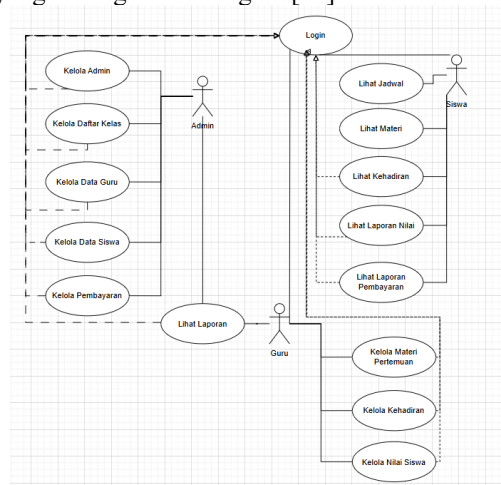 Login
Kelola Admin
Admin
Kelola Daftar Kelas
Kelola Data Guru
Kelola Data Siswa
Kelola Pembayaran
Lihat Laporan
Guru
Siswa
Lihat Jadwal
Lihat Materi
Lihat Kehadiran
Lihat Laporan Nilai
Lihat Laporan
Pembayaran
Kelola Materi
Pertemuan
Kelola Kehadiran
Kelola Nilai Siswa